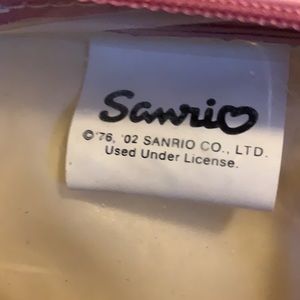 Sanrio
© '76, '02 SANRIO CO., LTD.
Used Under License.